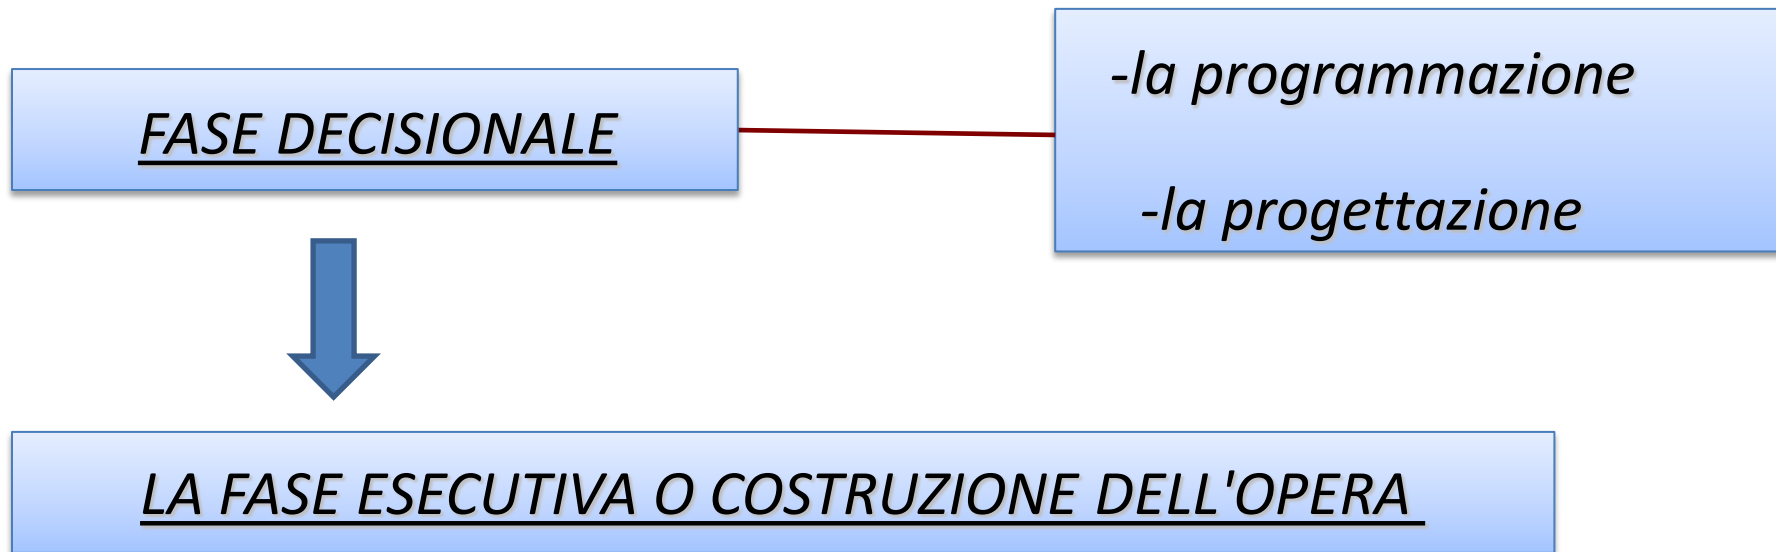 FASE DECISIONALE
-la programmazione
-la progettazione
LA FASE ESECUTIVA O COSTRUZIONE DELL'OPERA